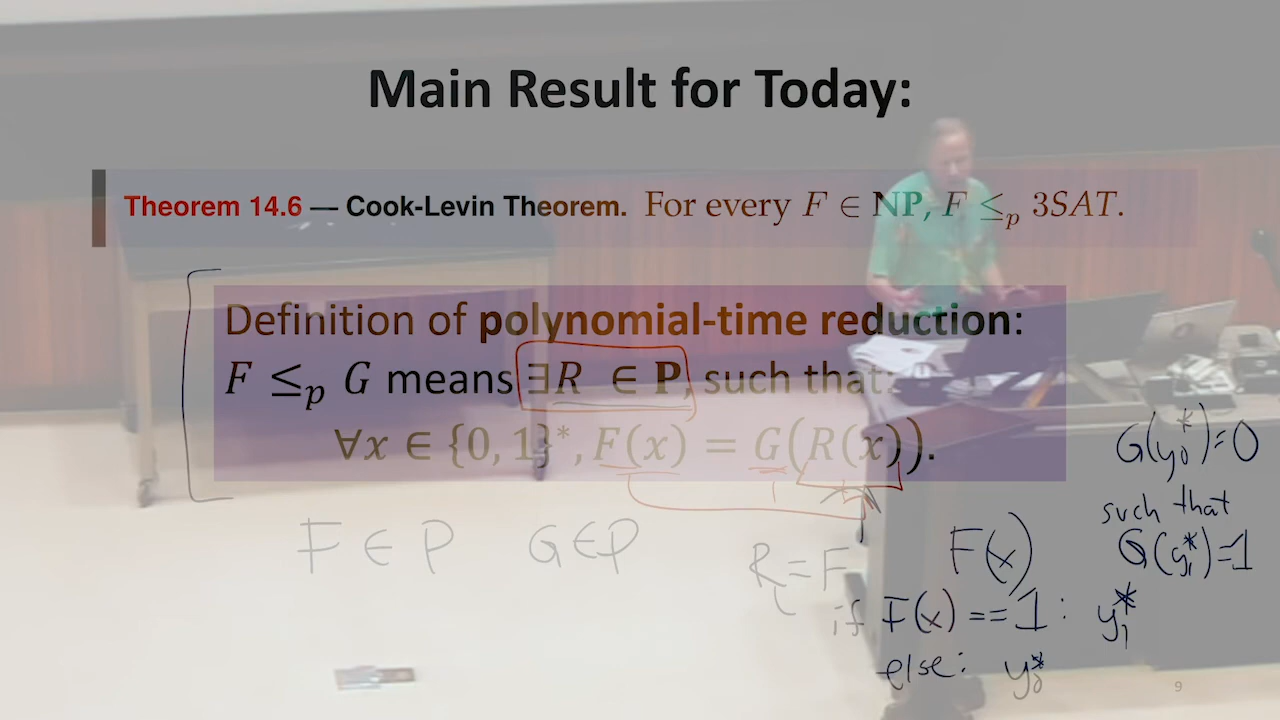 Main Result for Today:
Theorem 14.6 — Cook-Levin Theorem. For every F ∈ NP, F ≤p 3SAT.
Definition of polynomial-time reduction:
F ≤p G means ∃R ∈ P, such that:
∀x ∈ {0, 1}*, F(x) = G(R(x)).
G(y₀*)=0
such that
G(y₁*)=1
F ∈ P G∈P
R=F
F(x)
if F(x) == 1: y₁*
else: y₀*
9